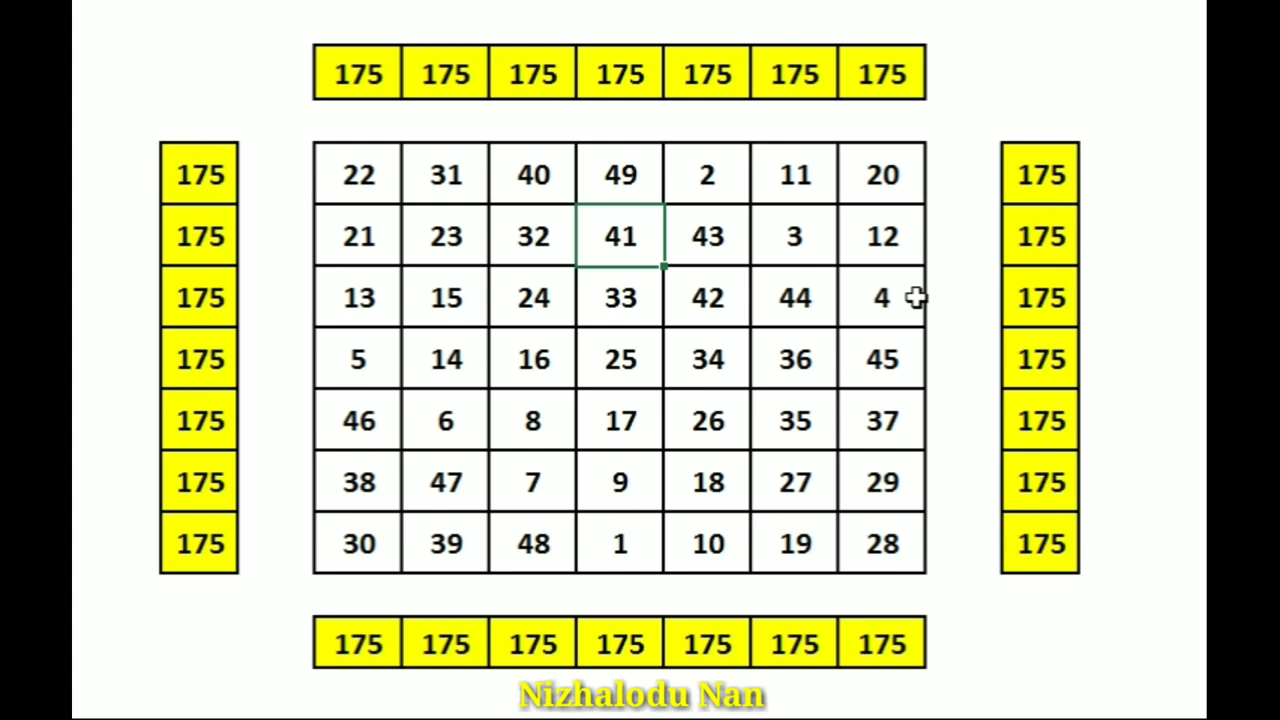 175 175 175 175 175 175 175
175 22 31 40 49 2 11 20 175
175 21 23 32 41 43 3 12 175
175 13 15 24 33 42 44 4 175
175 5 14 16 25 34 36 45 175
175 46 6 8 17 26 35 37 175
175 38 47 7 9 18 27 29 175
175 30 39 48 1 10 19 28 175
175 175 175 175 175 175 175
Nizhalodu Nan